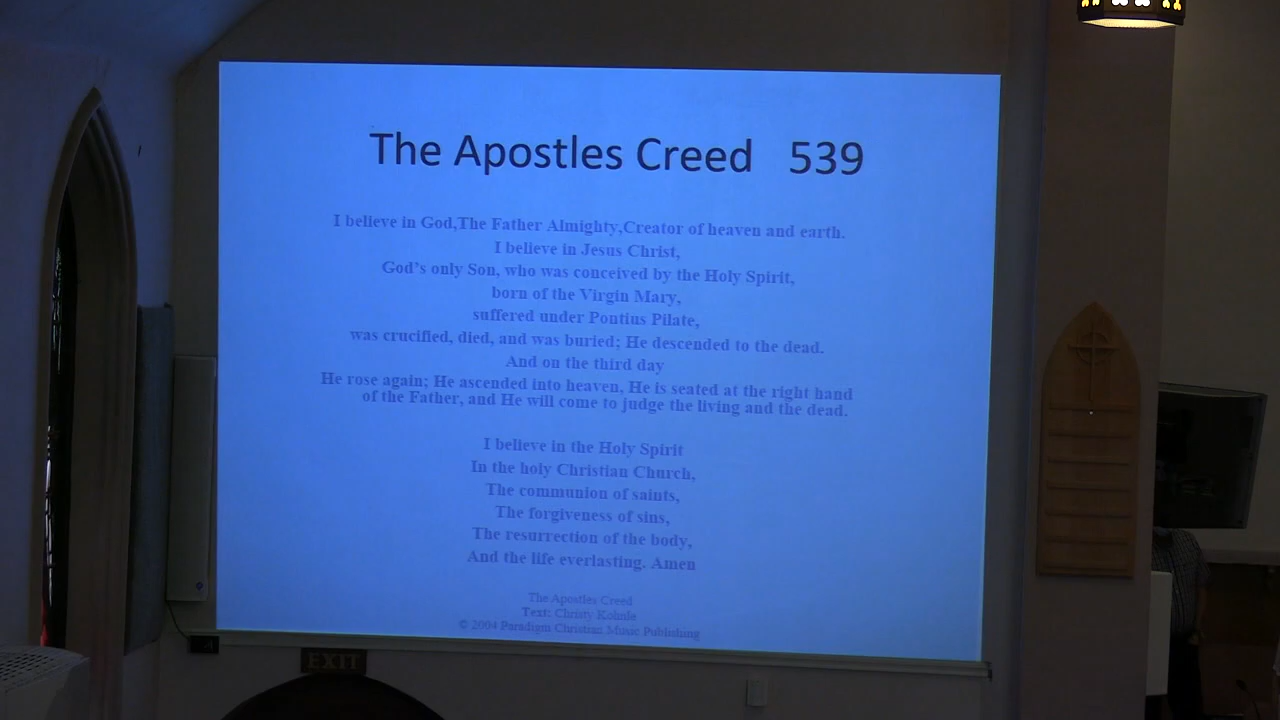 The Apostles Creed 539
I believe in God,The Father Almighty,Creator of heaven and earth.
I believe in Jesus Christ,
God's only Son, who was conceived by the Holy Spirit,
born of the Virgin Mary,
suffered under Pontius Pilate,
was crucified, died, and was buried; He descended to the dead.
And on the third day
He rose again; He ascended into heaven, He is seated at the right hand
of the Father, and He will come to judge the living and the dead.
I believe in the Holy Spirit
In the holy Christian Church,
The communion of saints,
The forgiveness of sins,
The resurrection of the body,
And the life everlasting. Amen
The Apostles Creed
Text: Christy
© 2004 Paradigm Christian Music Publishing
EXIT